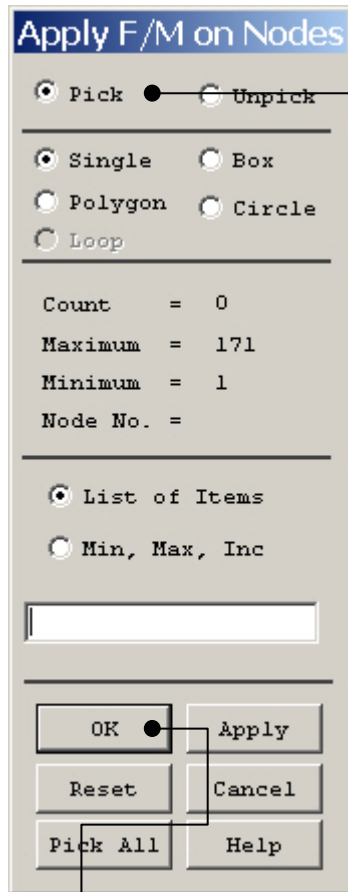 Apply F/M on Nodes
Pick Unpick
Single Box
Polygon Circle
Loop
Count = 0
Maximum = 171
Minimum = 1
Node No. =
List of Items
Min, Max, Inc
OK Apply
Reset Cancel
Pick All Help